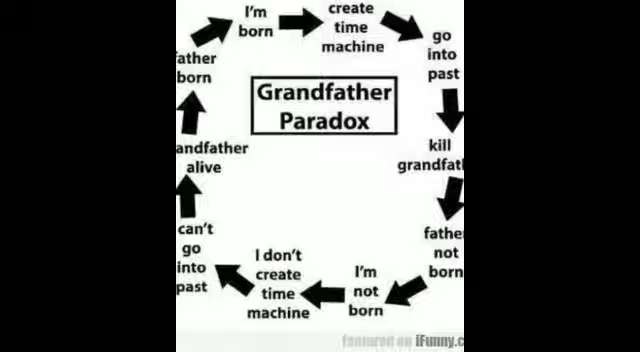 Grandfather
Paradox
I'm
born
create
time
machine
go
into
past
kill
grandfat
father
not
born
I'm
not
born
I don't
create
time
machine
can't
go
into
past
andfather
alive
father
born
featured on iFunny.c